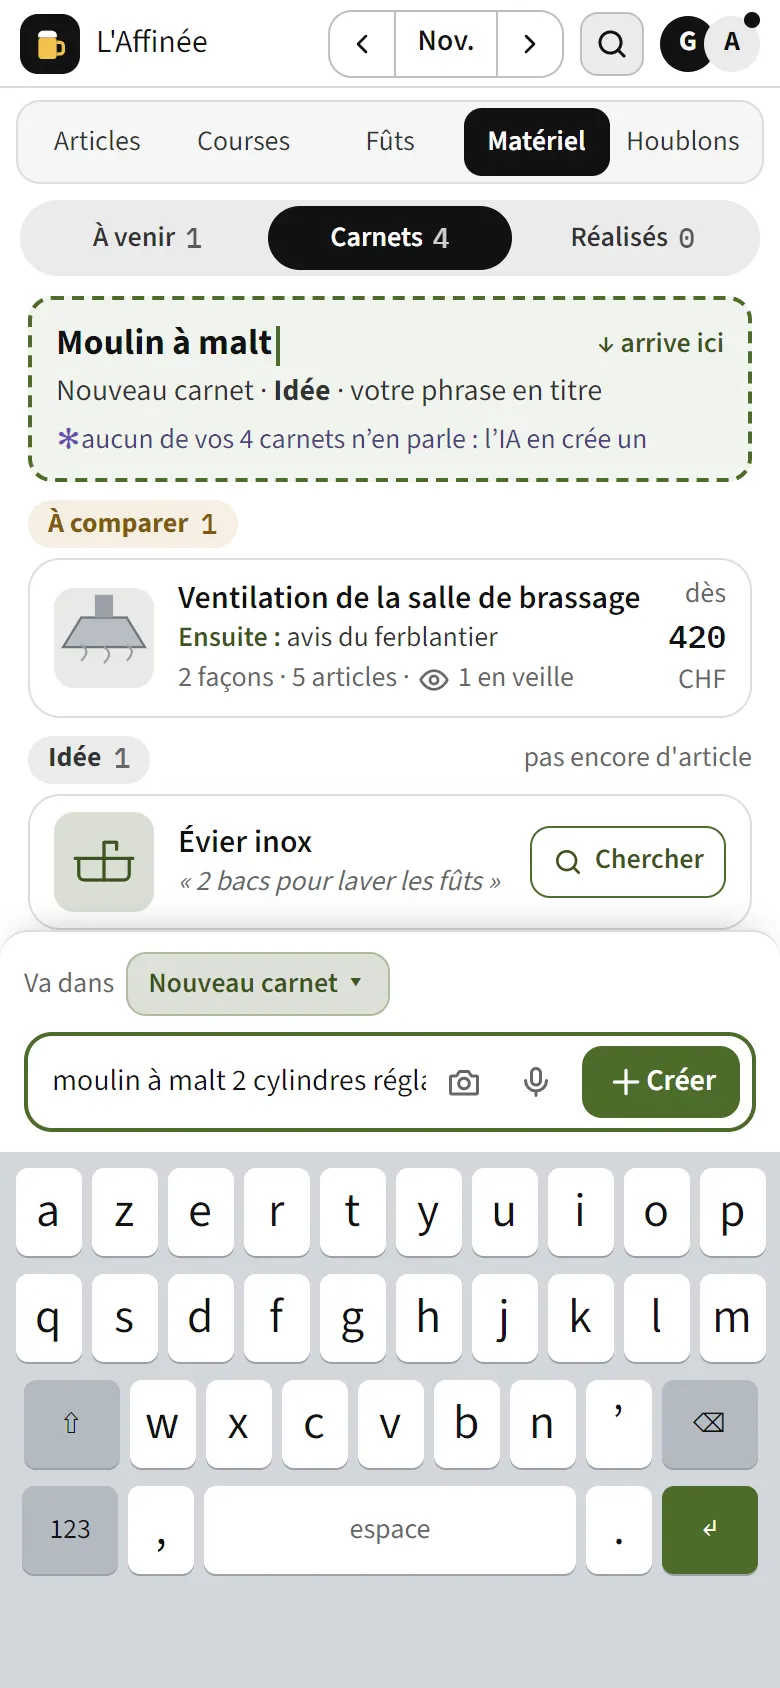 L'Affinée
Nov.
G A
Articles Courses Fûts Matériel Houblons
À venir 1 Carnets 4 Réalisés 0
Moulin à malt
↓ arrive ici
Nouveau carnet · Idée · votre phrase en titre
aucun de vos 4 carnets n’en parle : l’IA en crée un
À comparer 1
Ventilation de la salle de brassage
Ensuite : avis du ferblantier
2 façons · 5 articles · 1 en veille
dès
420
CHF
Idée 1
pas encore d'article
Évier inox
« 2 bacs pour laver les fûts »
Chercher
Va dans Nouveau carnet ▼
moulin à malt 2 cylindres régla
Créer
a z e r t y u i o p
q s d f g h j k l m
⇧ w x c v b n ’ ⌫
123 , espace . ↲